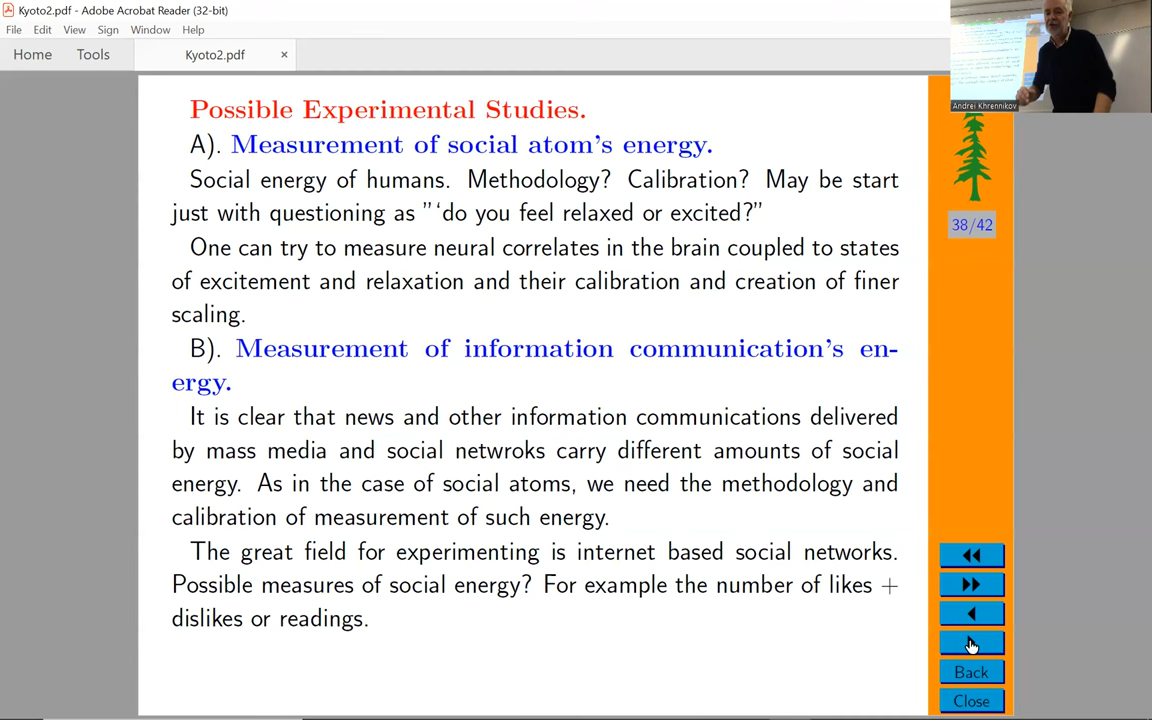 Kyoto2.pdf - Adobe Acrobat Reader (32-bit)
File Edit View Sign Window Help
Home Tools Kyoto2.pdf ×
Possible Experimental Studies.
A). Measurement of social atom's energy.
Social energy of humans. Methodology? Calibration? May be start
just with questioning as "‘do you feel relaxed or excited?"
One can try to measure neural correlates in the brain coupled to states
of excitement and relaxation and their calibration and creation of finer
scaling.
B). Measurement of information communication's en-
ergy.
It is clear that news and other information communications delivered
by mass media and social netwroks carry different amounts of social
energy. As in the case of social atoms, we need the methodology and
calibration of measurement of such energy.
The great field for experimenting is internet based social networks.
Possible measures of social energy? For example the number of likes +
dislikes or readings.
Andrei Khrennikov
38/42
Back
Close